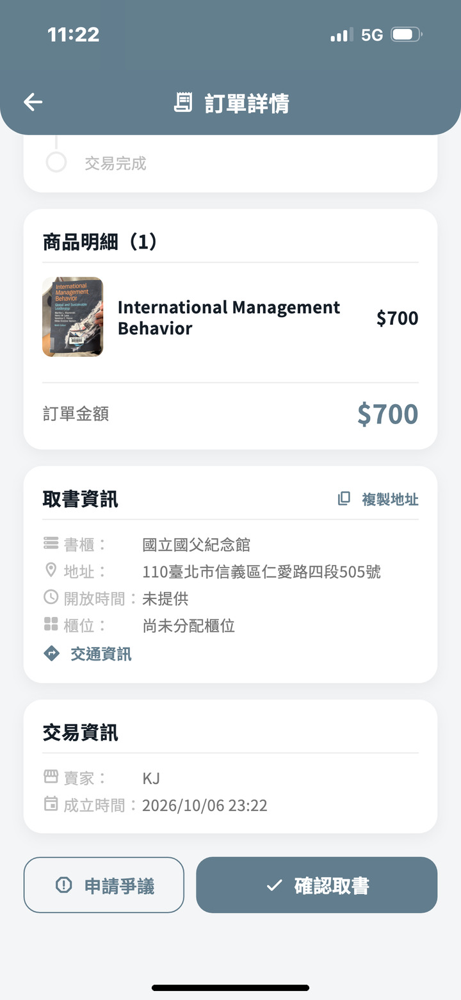 11:22
5G
訂單詳情
交易完成
商品明細（1）
International
Management
Behavior
Global and Sustainable
Leadership
International Management
Behavior
$700
訂單金額
$700
取書資訊
複製地址
書櫃：
國立國父紀念館
地址：
110臺北市信義區仁愛路四段505號
開放時間：
未提供
櫃位：
尚未分配櫃位
交通資訊
交易資訊
賣家：
KJ
成立時間：
2026/10/06 23:22
申請爭議
確認取書